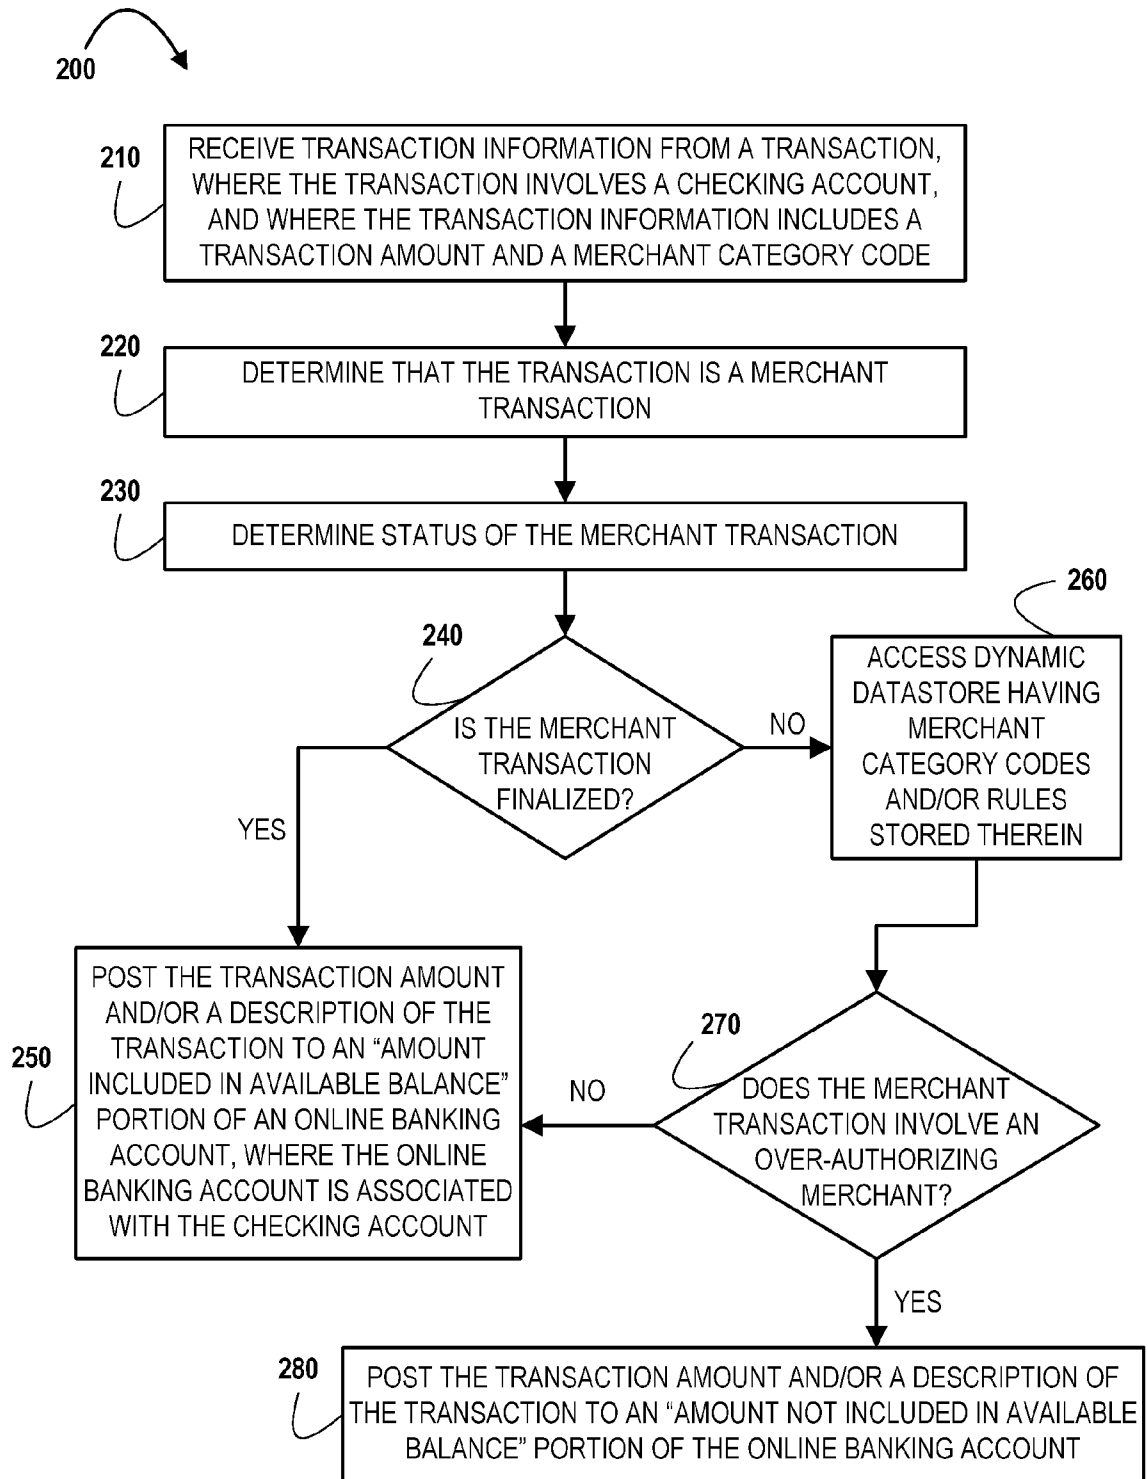 200
210
RECEIVE TRANSACTION INFORMATION FROM A TRANSACTION,
WHERE THE TRANSACTION INVOLVES A CHECKING ACCOUNT,
AND WHERE THE TRANSACTION INFORMATION INCLUDES A
TRANSACTION AMOUNT AND A MERCHANT CATEGORY CODE
220
DETERMINE THAT THE TRANSACTION IS A MERCHANT
TRANSACTION
230
DETERMINE STATUS OF THE MERCHANT TRANSACTION
240
IS THE MERCHANT
TRANSACTION
FINALIZED?
NO
YES
260
ACCESS DYNAMIC
DATASTORE HAVING
MERCHANT
CATEGORY CODES
AND/OR RULES
STORED THEREIN
250
POST THE TRANSACTION AMOUNT
AND/OR A DESCRIPTION OF THE
TRANSACTION TO AN “AMOUNT
INCLUDED IN AVAILABLE BALANCE”
PORTION OF AN ONLINE BANKING
ACCOUNT, WHERE THE ONLINE
BANKING ACCOUNT IS ASSOCIATED
WITH THE CHECKING ACCOUNT
270
DOES THE MERCHANT
TRANSACTION INVOLVE AN
OVER-AUTHORIZING
MERCHANT?
NO
YES
280
POST THE TRANSACTION AMOUNT AND/OR A DESCRIPTION OF
THE TRANSACTION TO AN “AMOUNT NOT INCLUDED IN AVAILABLE
BALANCE” PORTION OF THE ONLINE BANKING ACCOUNT